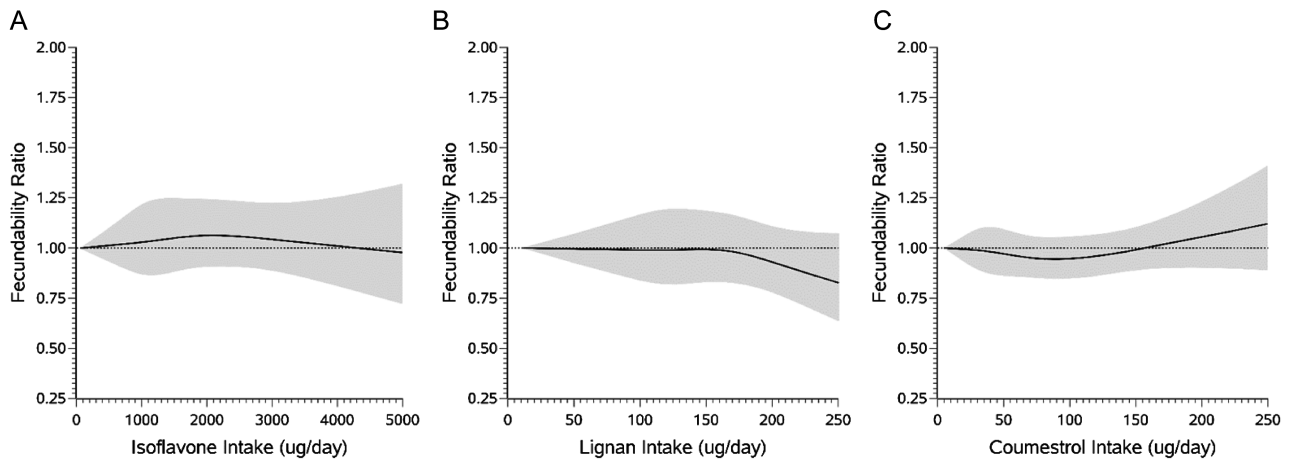 A
Fecundability Ratio
2.00
1.75
1.50
1.25
1.00
0.75
0.50
0.25
0 1000 2000 3000 4000 5000
Isoflavone Intake (ug/day)
B
Fecundability Ratio
2.00
1.75
1.50
1.25
1.00
0.75
0.50
0.25
0 50 100 150 200 250
Lignan Intake (ug/day)
C
Fecundability Ratio
2.00
1.75
1.50
1.25
1.00
0.75
0.50
0.25
0 50 100 150 200 250
Coumestrol Intake (ug/day)